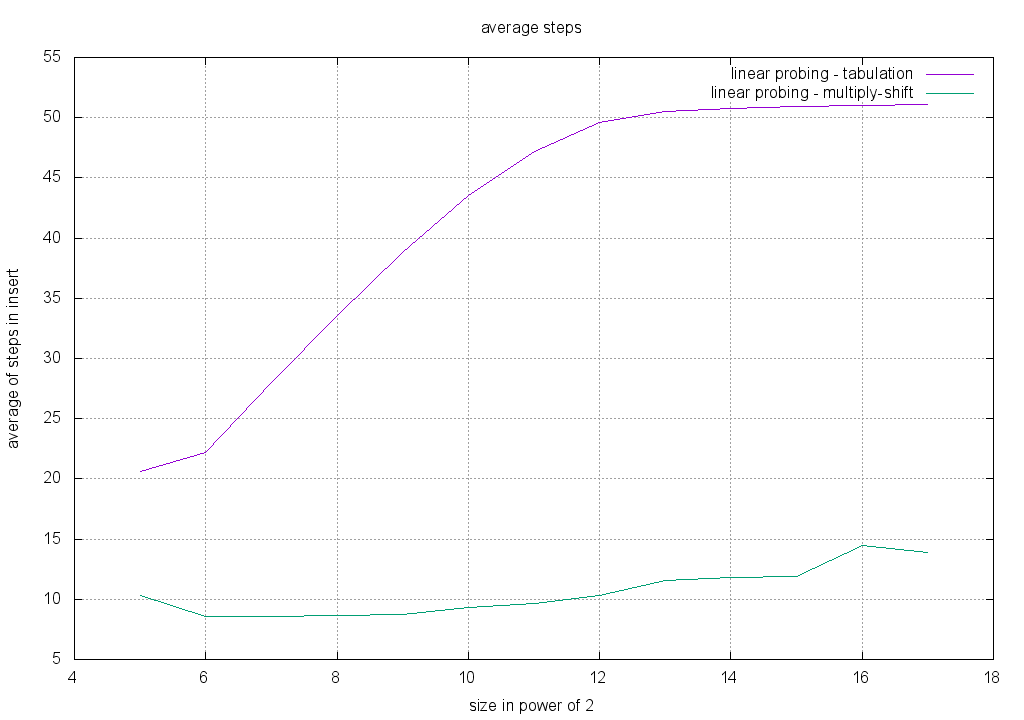 average steps
linear probing - tabulation
linear probing - multiply-shift
55
50
45
40
35
30
25
20
15
10
5
average of steps in insert
4 6 8 10 12 14 16 18
size in power of 2